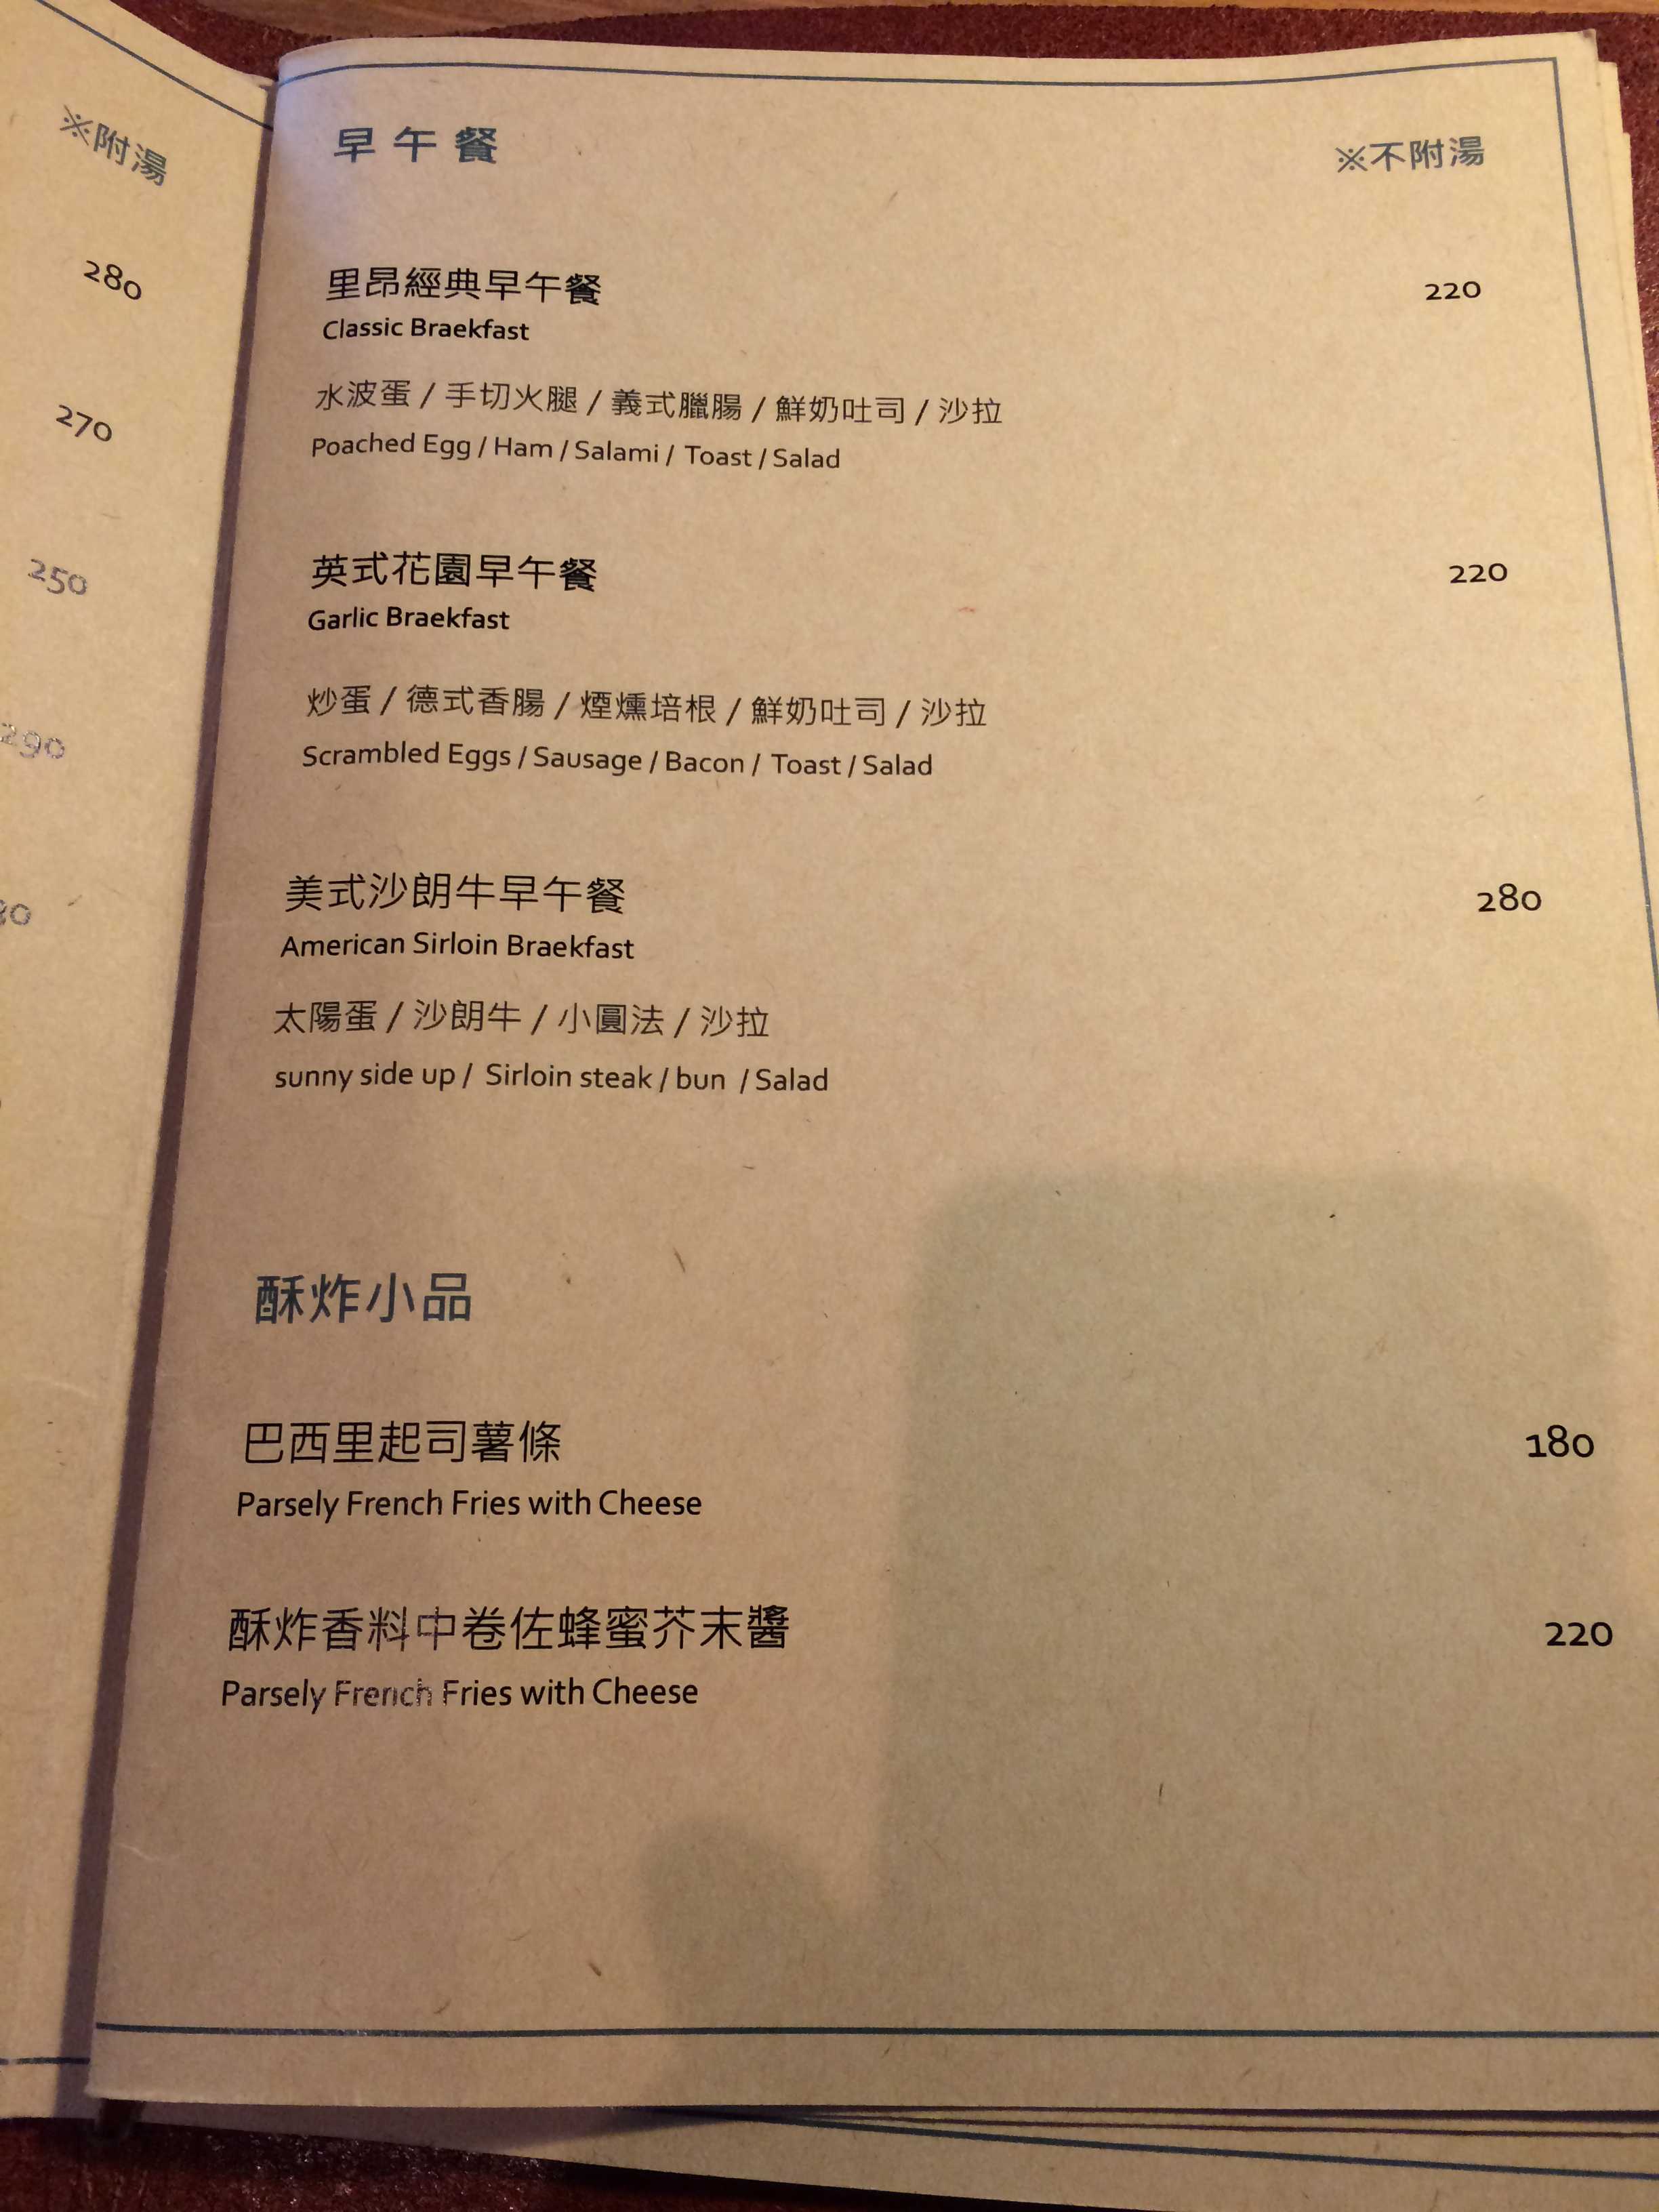 ※附湯
280
270
250
290
早午餐
※不附湯
里昂經典早午餐 220
Classic Braekfast
水波蛋 / 手切火腿 / 義式臘腸 / 鮮奶吐司 / 沙拉
Poached Egg / Ham / Salami / Toast / Salad
英式花園早午餐 220
Garlic Braekfast
炒蛋 / 德式香腸 / 煙燻培根 / 鮮奶吐司 / 沙拉
Scrambled Eggs / Sausage / Bacon / Toast / Salad
美式沙朗牛早午餐 280
American Sirloin Braekfast
太陽蛋 / 沙朗牛 / 小圓法 / 沙拉
sunny side up / Sirloin steak / bun / Salad
酥炸小品
巴西里起司薯條 180
Parsely French Fries with Cheese
酥炸香料中卷佐蜂蜜芥末醬 220
Parsely French Fries with Cheese